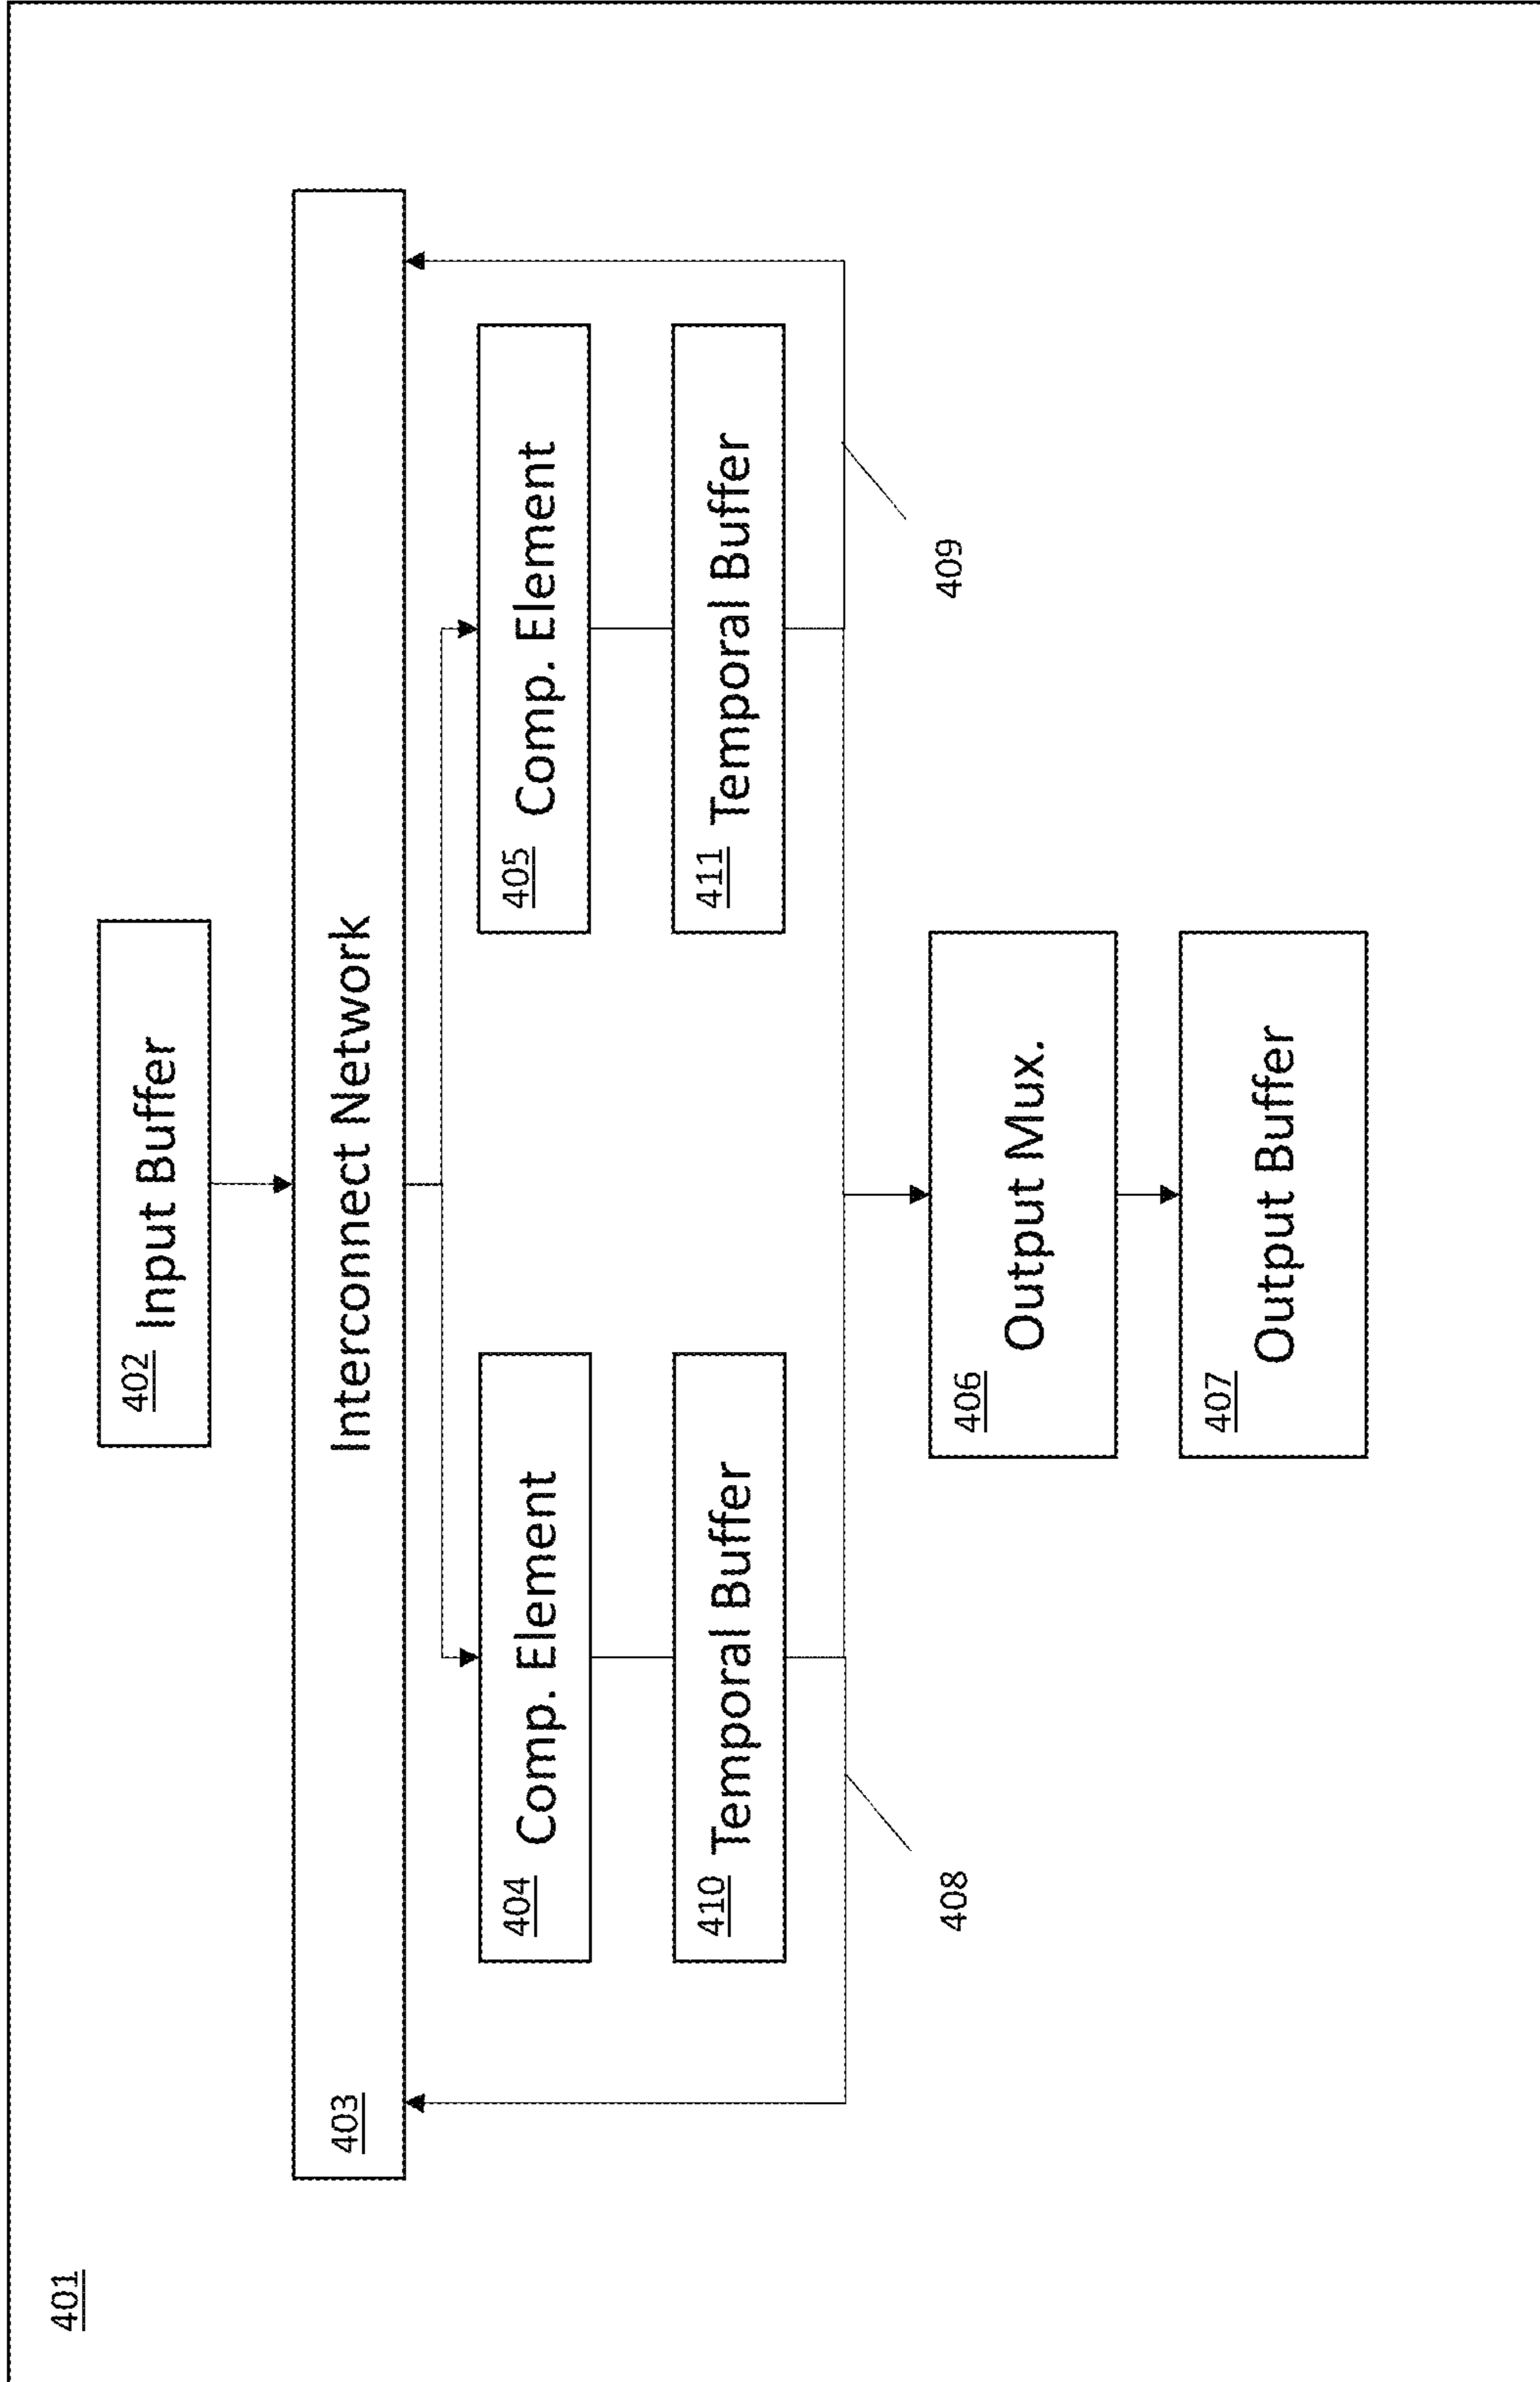 401
402 Input Buffer
403 Interconnect Network
404 Comp. Element
405 Comp. Element
410 Temporal Buffer
411 Temporal Buffer
408
409
406 Output Mux.
407 Output Buffer